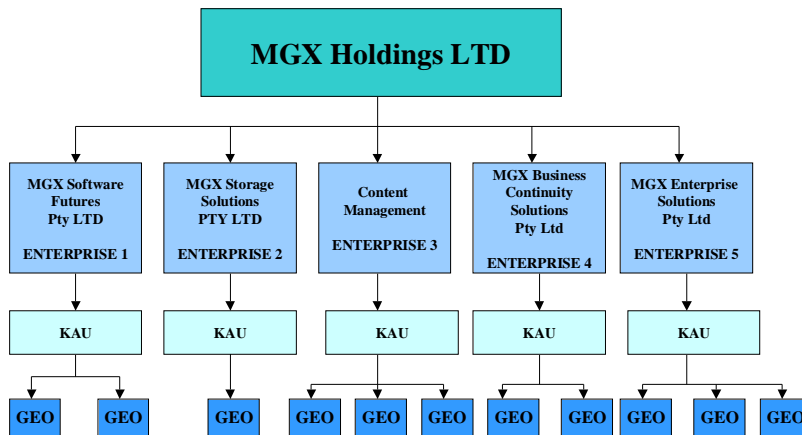 MGX Holdings LTD
MGX Software
Futures
Pty LTD
ENTERPRISE 1
MGX Storage
Solutions
PTY LTD
ENTERPRISE 2
Content
Management
ENTERPRISE 3
MGX Business
Continuity
Solutions
Pty Ltd
ENTERPRISE 4
MGX Enterprise
Solutions
Pty Ltd
ENTERPRISE 5
KAU
KAU
KAU
KAU
KAU
GEO
GEO
GEO
GEO
GEO
GEO
GEO
GEO
GEO
GEO
GEO